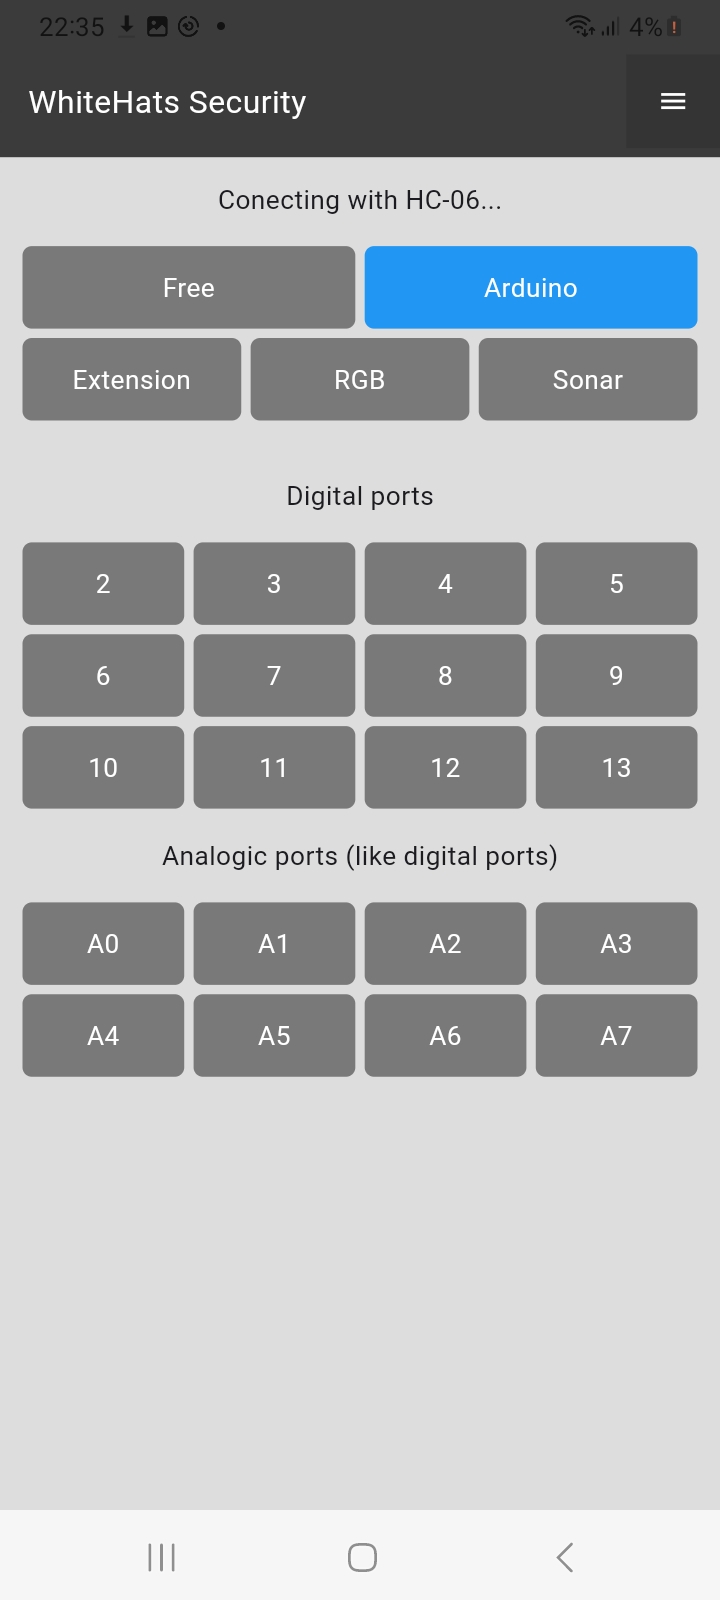 22:35 4%
WhiteHats Security
Conecting with HC-06...
Free Arduino
Extension RGB Sonar
Digital ports
2 3 4 5
6 7 8 9
10 11 12 13
Analogic ports (like digital ports)
A0 A1 A2 A3
A4 A5 A6 A7